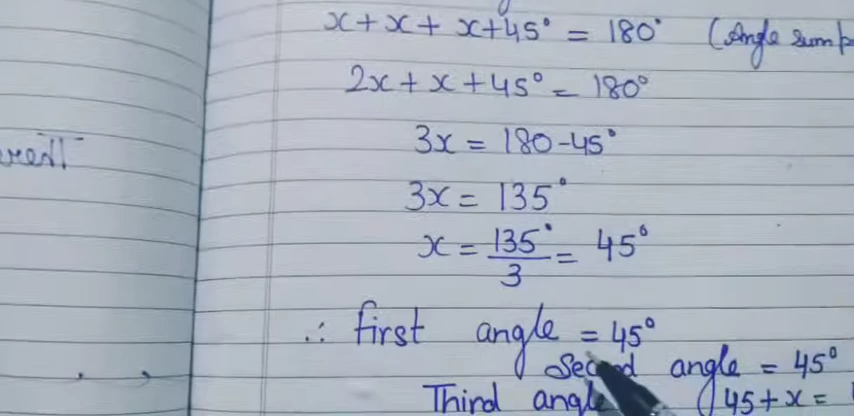 x + x + x+45° = 180° (Angle sum
2x + x + 45° = 180°
3x = 180 - 45°
3x = 135°
x = 135° / 3 = 45°
∴ first angle = 45°
Second angle = 45°
Third angle (45 + x =